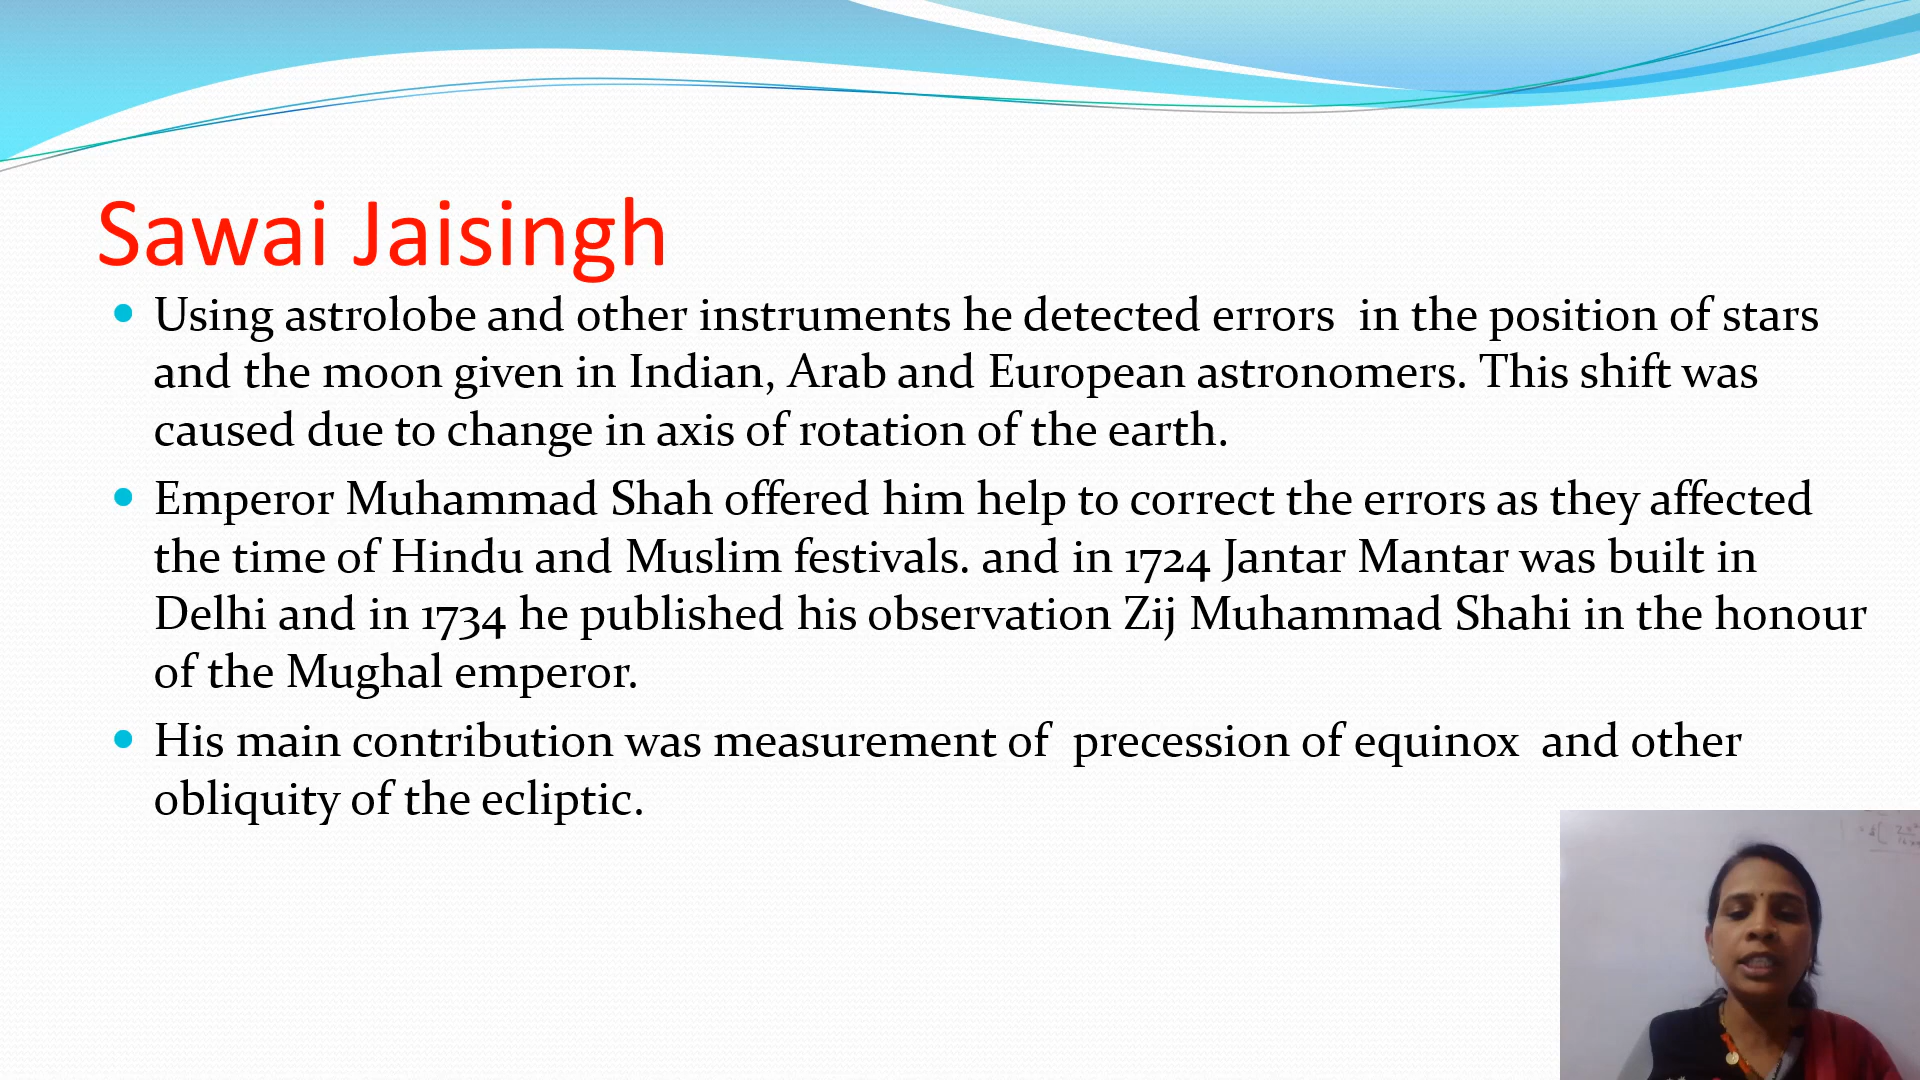 Sawai Jaisingh
• Using astrolobe and other instruments he detected errors  in the position of stars
and the moon given in Indian, Arab and European astronomers. This shift was
caused due to change in axis of rotation of the earth.
• Emperor Muhammad Shah offered him help to correct the errors as they affected
the time of Hindu and Muslim festivals. and in 1724 Jantar Mantar was built in
Delhi and in 1734 he published his observation Zij Muhammad Shahi in the honour
of the Mughal emperor.
• His main contribution was measurement of  precession of equinox  and other
obliquity of the ecliptic.